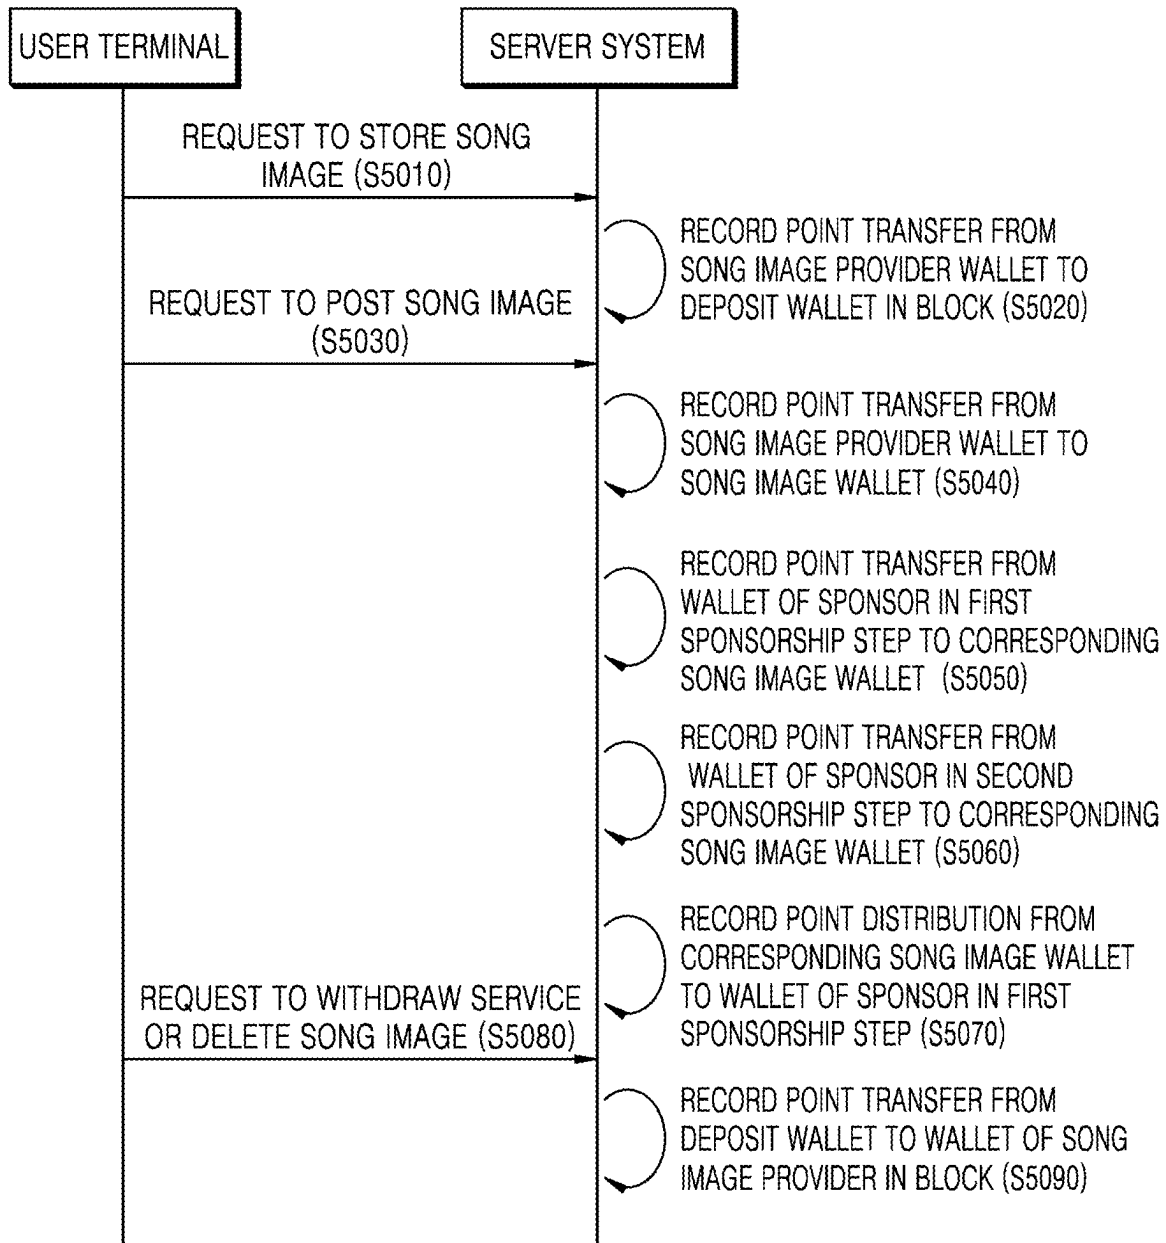 USER TERMINAL
SERVER SYSTEM
REQUEST TO STORE SONG
IMAGE (S5010)
RECORD POINT TRANSFER FROM
SONG IMAGE PROVIDER WALLET TO
DEPOSIT WALLET IN BLOCK (S5020)
REQUEST TO POST SONG IMAGE
(S5030)
RECORD POINT TRANSFER FROM
SONG IMAGE PROVIDER WALLET TO
SONG IMAGE WALLET (S5040)
RECORD POINT TRANSFER FROM
WALLET OF SPONSOR IN FIRST
SPONSORSHIP STEP TO CORRESPONDING
SONG IMAGE WALLET (S5050)
RECORD POINT TRANSFER FROM
WALLET OF SPONSOR IN SECOND
SPONSORSHIP STEP TO CORRESPONDING
SONG IMAGE WALLET (S5060)
RECORD POINT DISTRIBUTION FROM
CORRESPONDING SONG IMAGE WALLET
TO WALLET OF SPONSOR IN FIRST
SPONSORSHIP STEP (S5070)
REQUEST TO WITHDRAW SERVICE
OR DELETE SONG IMAGE (S5080)
RECORD POINT TRANSFER FROM
DEPOSIT WALLET TO WALLET OF SONG
IMAGE PROVIDER IN BLOCK (S5090)